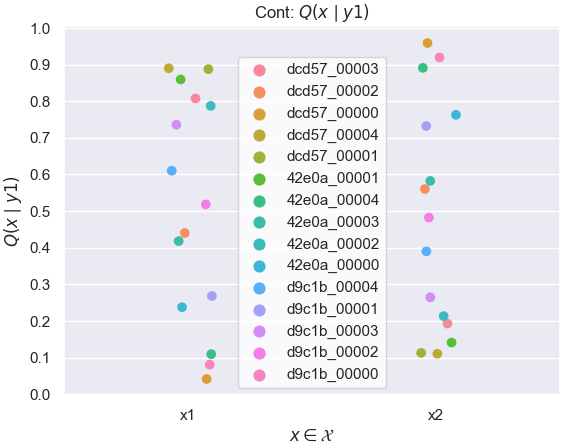 Cont: Q(x | y1)
1.0
0.9
0.8
0.7
0.6
0.5
0.4
0.3
0.2
0.1
0.0
Q(x | y1)
dcd57_00003
dcd57_00002
dcd57_00000
dcd57_00004
dcd57_00001
42e0a_00001
42e0a_00004
42e0a_00003
42e0a_00002
42e0a_00000
d9c1b_00004
d9c1b_00001
d9c1b_00003
d9c1b_00002
d9c1b_00000
x1 x2
x ∈ 𝒳